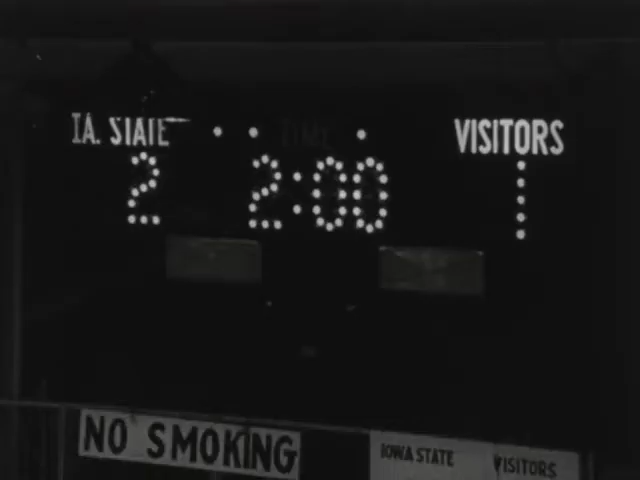 IA. STATE TIME VISITORS
2 2:00 1
NO SMOKING
IOWA STATE VISITORS